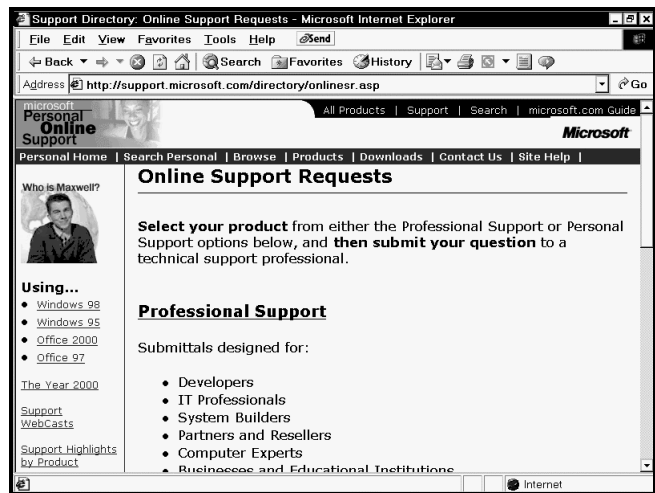 Support Directory: Online Support Requests - Microsoft Internet Explorer
File Edit View Favorites Tools Help Send
Back Search Favorites History
Address http://support.microsoft.com/directory/onlinesr.asp Go
All Products | Support | Search | microsoft.com Guide
microsoft
Personal
Online
Support
Microsoft
Personal Home | Search Personal | Browse | Products | Downloads | Contact Us | Site Help |
Who is Maxwell?
Using...
Windows 98
Windows 95
Office 2000
Office 97
The Year 2000
Support
WebCasts
Support Highlights
by Product
Online Support Requests
Select your product from either the Professional Support or Personal
Support options below, and then submit your question to a
technical support professional.
Professional Support
Submittals designed for:
Developers
IT Professionals
System Builders
Partners and Resellers
Computer Experts
Businesses and Educational Institutions
Internet